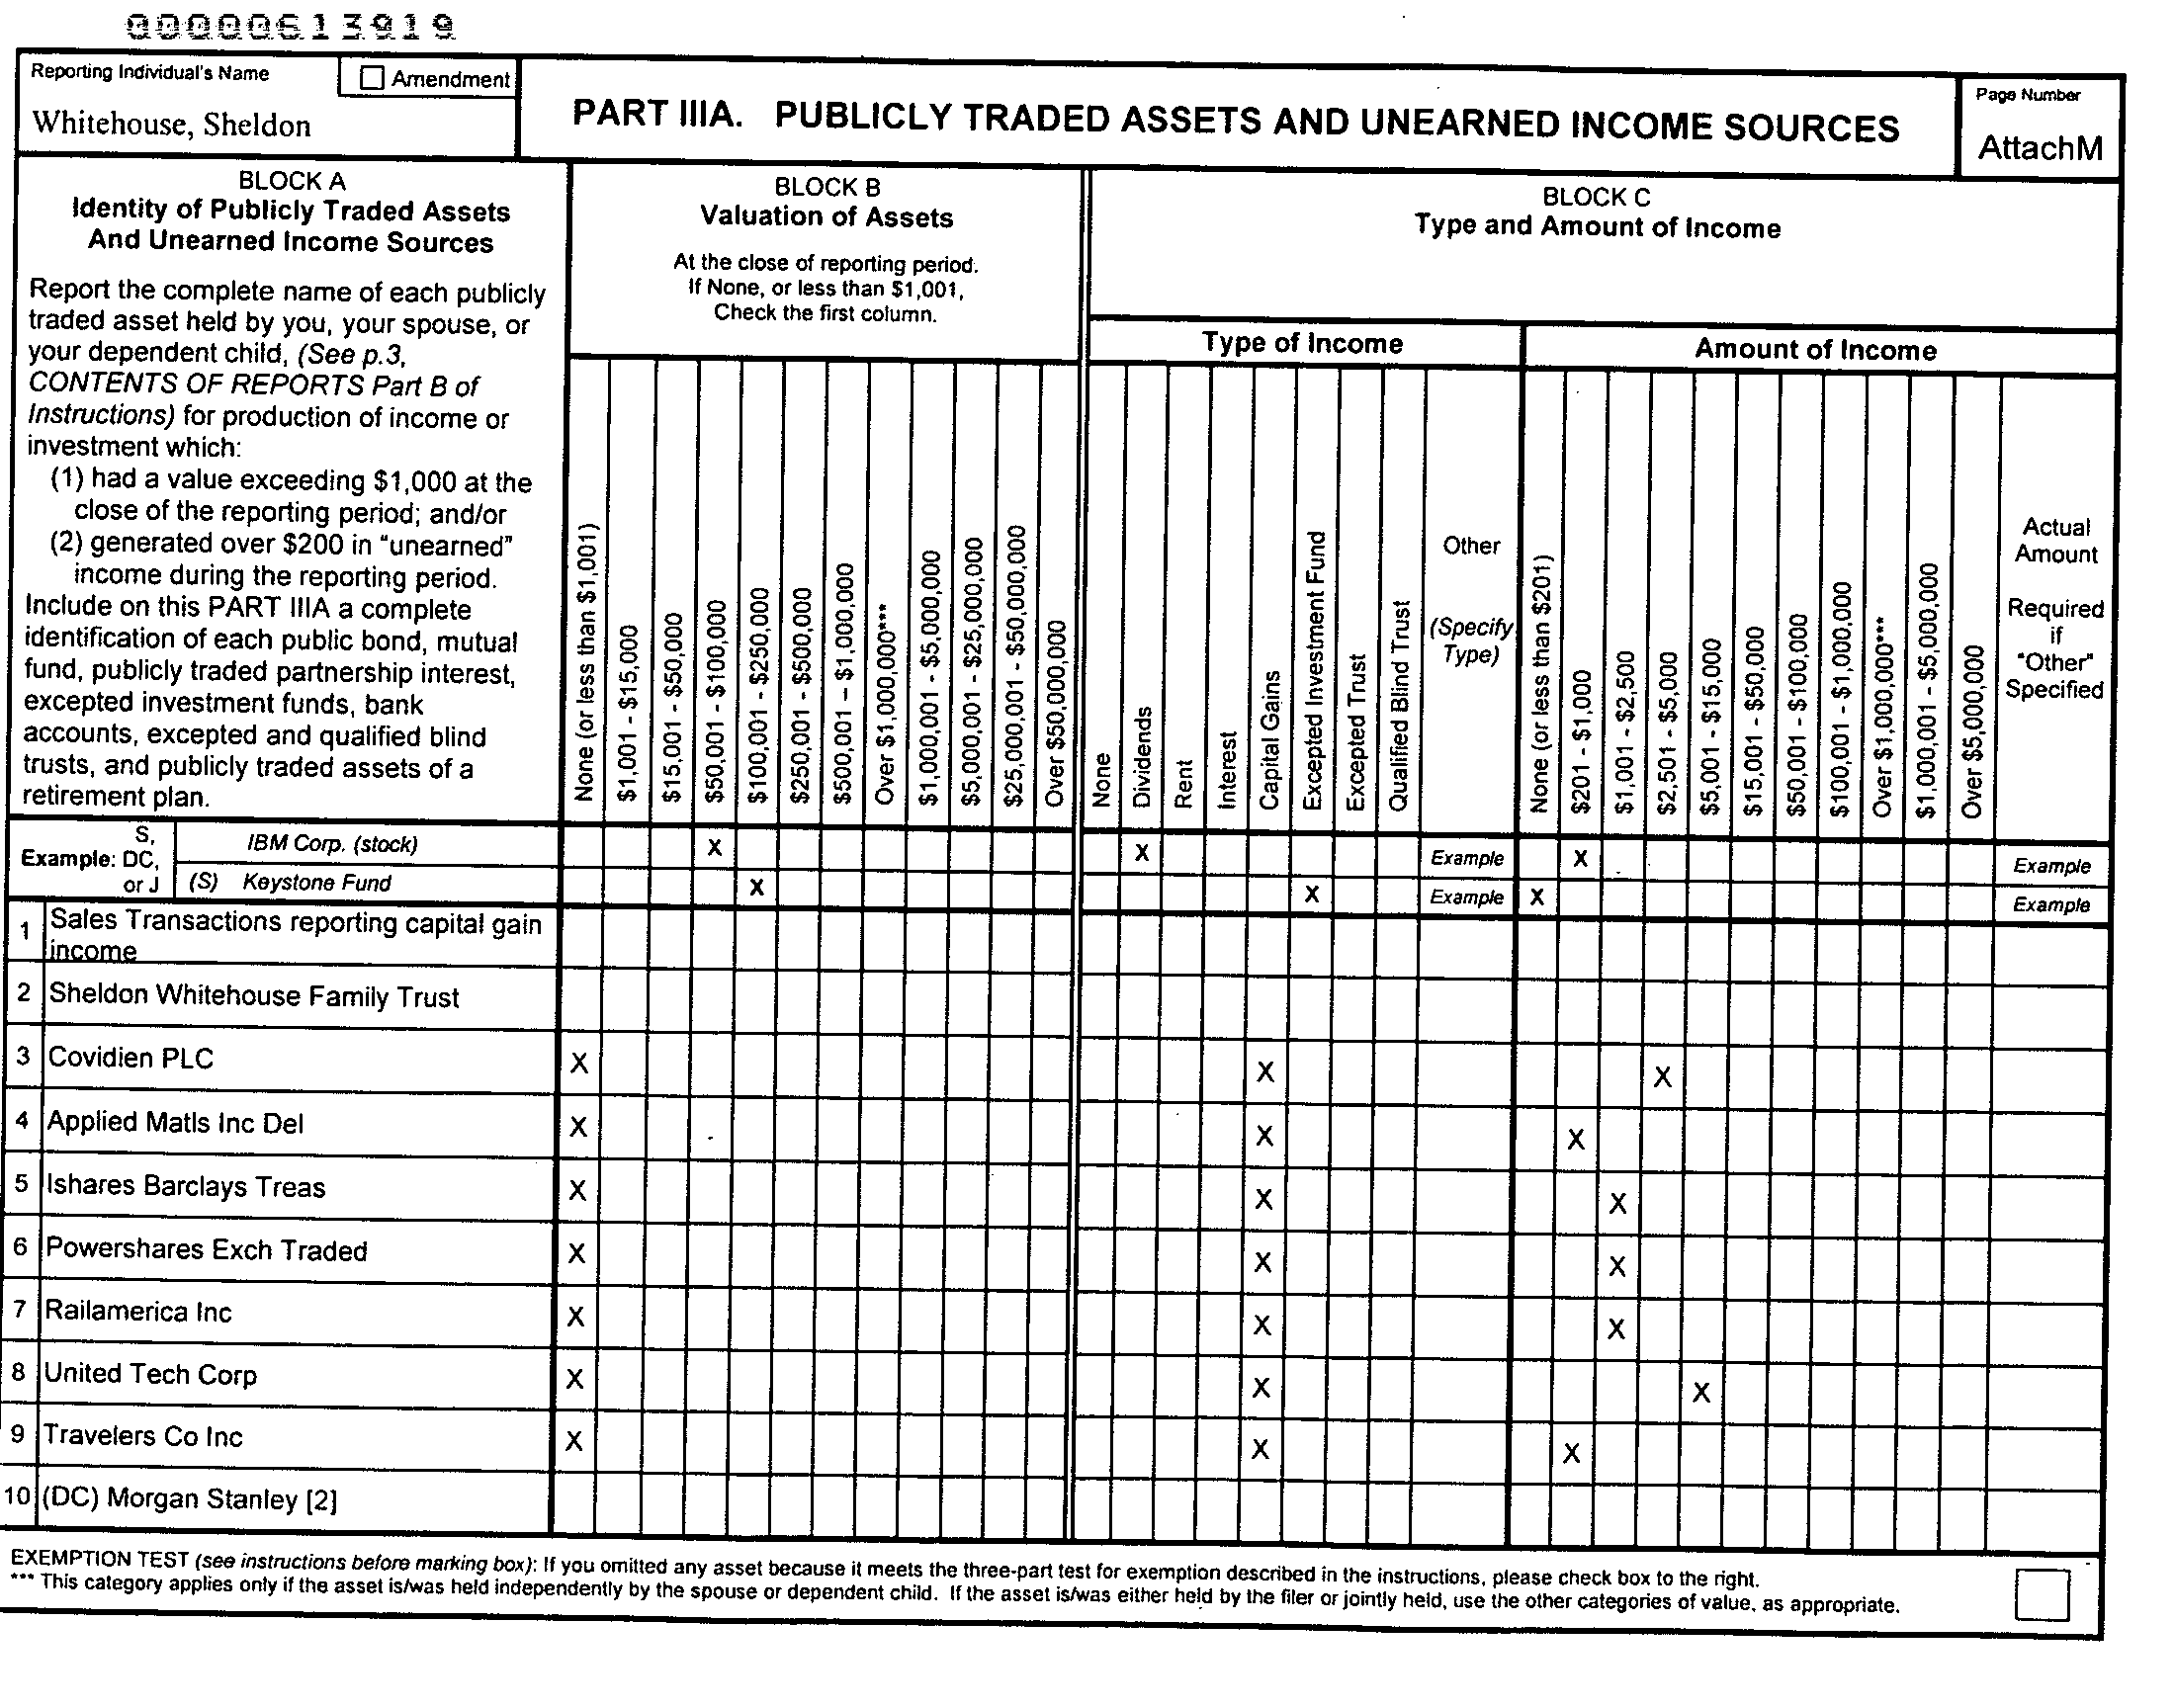 00000613919
Reporting Individual's Name
Amendment
Whitehouse, Sheldon
PART IIIA. PUBLICLY TRADED ASSETS AND UNEARNED INCOME SOURCES
Page Number
AttachM
BLOCK A
Identity of Publicly Traded Assets
And Unearned Income Sources
Report the complete name of each publicly
traded asset held by you, your spouse, or
your dependent child, (See p.3,
CONTENTS OF REPORTS Part B of
Instructions) for production of income or
investment which:
(1) had a value exceeding $1,000 at the
close of the reporting period; and/or
(2) generated over $200 in "unearned"
income during the reporting period.
Include on this PART IIIA a complete
identification of each public bond, mutual
fund, publicly traded partnership interest,
excepted investment funds, bank
accounts, excepted and qualified blind
trusts, and publicly traded assets of a
retirement plan.
BLOCK B
Valuation of Assets
At the close of reporting period.
If None, or less than $1,001,
Check the first column.
BLOCK C
Type and Amount of Income
Type of Income
Amount of Income
None (or less than $1,001)
$1,001 - $15,000
$15,001 - $50,000
$50,001 - $100,000
$100,001 - $250,000
$250,001 - $500,000
$500,001 – $1,000,000
Over $1,000,000***
$1,000,001 - $5,000,000
$5,000,001 - $25,000,000
$25,000,001 - $50,000,000
Over $50,000,000
None
Dividends
Rent
Interest
Capital Gains
Excepted Investment Fund
Excepted Trust
Qualified Blind Trust
Other
(Specify
Type)
None (or less than $201)
$201 - $1,000
$1,001 - $2,500
$2,501 - $5,000
$5,001 - $15,000
$15,001 - $50,000
$50,001 - $100,000
$100,001 - $1,000,000
Over $1,000,000***
$1,000,001 - $5,000,000
Over $5,000,000
Actual
Amount
Required
if
"Other"
Specified
Example: S, DC, or J
IBM Corp. (stock) X X Example X Example
(S) Keystone Fund X X Example X Example
1 Sales Transactions reporting capital gain
income
2 Sheldon Whitehouse Family Trust
3 Covidien PLC X X X
4 Applied Matls Inc Del X X X
5 Ishares Barclays Treas X X X
6 Powershares Exch Traded X X X
7 Railamerica Inc X X X
8 United Tech Corp X X X
9 Travelers Co Inc X X X
10 (DC) Morgan Stanley [2]
EXEMPTION TEST (see instructions before marking box): If you omitted any asset because it meets the three-part test for exemption described in the instructions, please check box to the right.
*** This category applies only if the asset is/was held independently by the spouse or dependent child. If the asset is/was either held by the filer or jointly held, use the other categories of value, as appropriate.